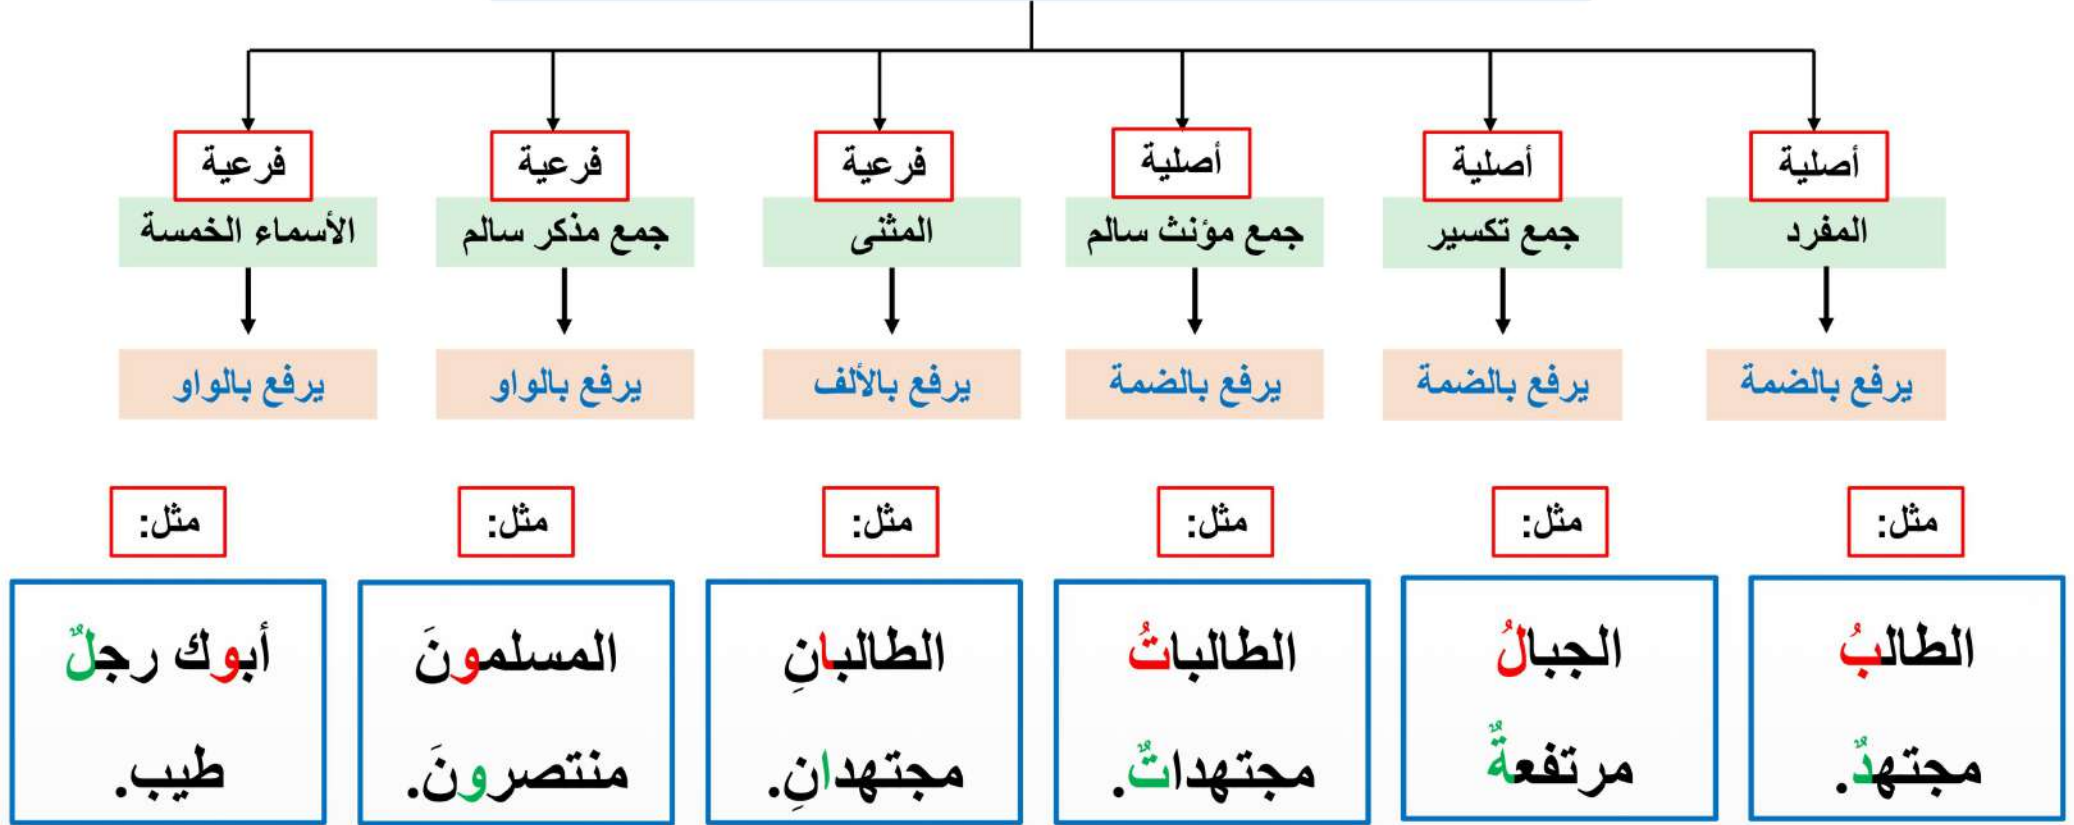 أصلية
أصلية
أصلية
فرعية
فرعية
فرعية
المفرد
جمع تكسير
جمع مؤنث سالم
المثنى
جمع مذكر سالم
الأسماء الخمسة
يرفع بالضمة
يرفع بالضمة
يرفع بالضمة
يرفع بالألف
يرفع بالواو
يرفع بالواو
مثل:
مثل:
مثل:
مثل:
مثل:
مثل:
الطالبُ
مجتهدٌ.
الجبالُ
مرتفعةٌ
الطالباتُ
مجتهداتٌ.
الطالبانِ
مجتهدانِ.
المسلمونَ
منتصرونَ.
أبوك رجلٌ
طيب.